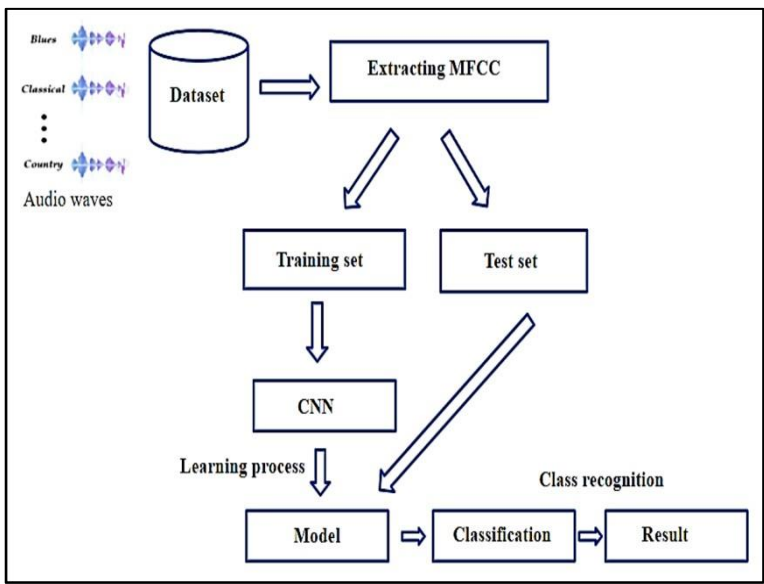 Blues
Classical
Country
Audio waves
Dataset
Extracting MFCC
Training set
Test set
CNN
Learning process
Class recognition
Model
Classification
Result